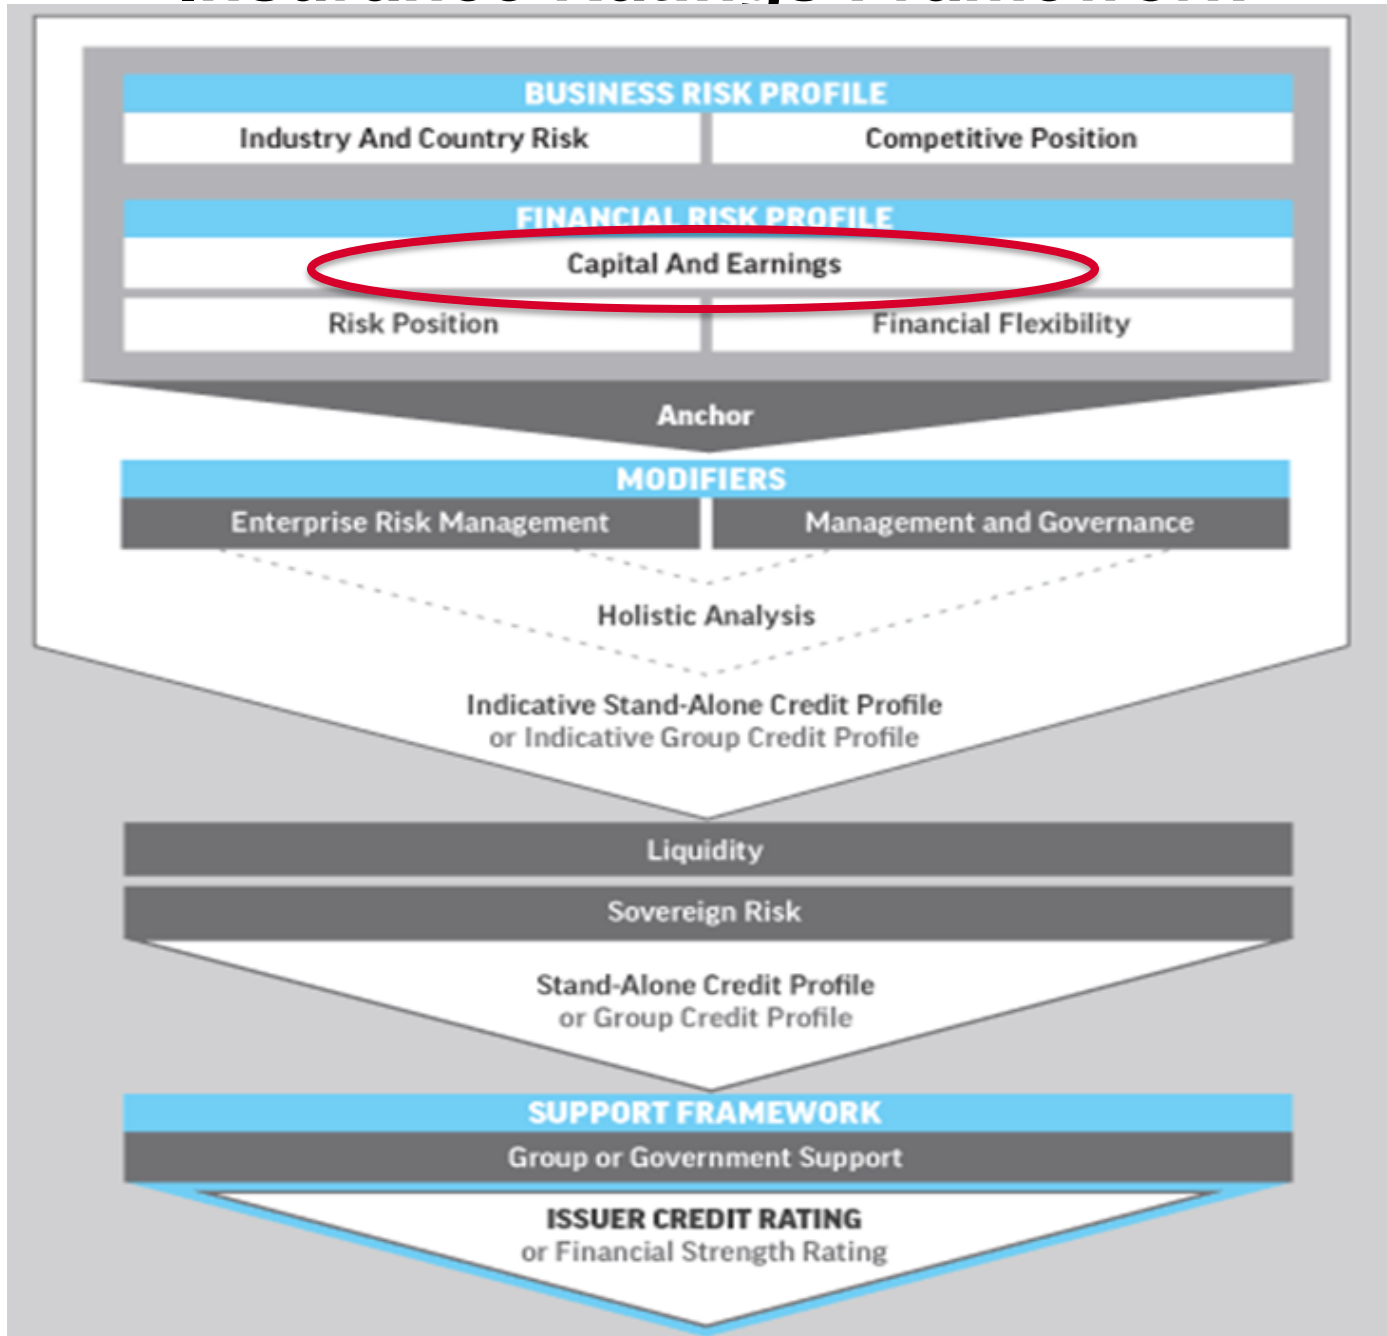 Insurance Ratings Framework
BUSINESS RISK PROFILE
Industry And Country Risk
Competitive Position
FINANCIAL RISK PROFILE
Capital And Earnings
Risk Position
Financial Flexibility
Anchor
MODIFIERS
Enterprise Risk Management
Management and Governance
Holistic Analysis
Indicative Stand-Alone Credit Profile
or Indicative Group Credit Profile
Liquidity
Sovereign Risk
Stand-Alone Credit Profile
or Group Credit Profile
SUPPORT FRAMEWORK
Group or Government Support
ISSUER CREDIT RATING
or Financial Strength Rating